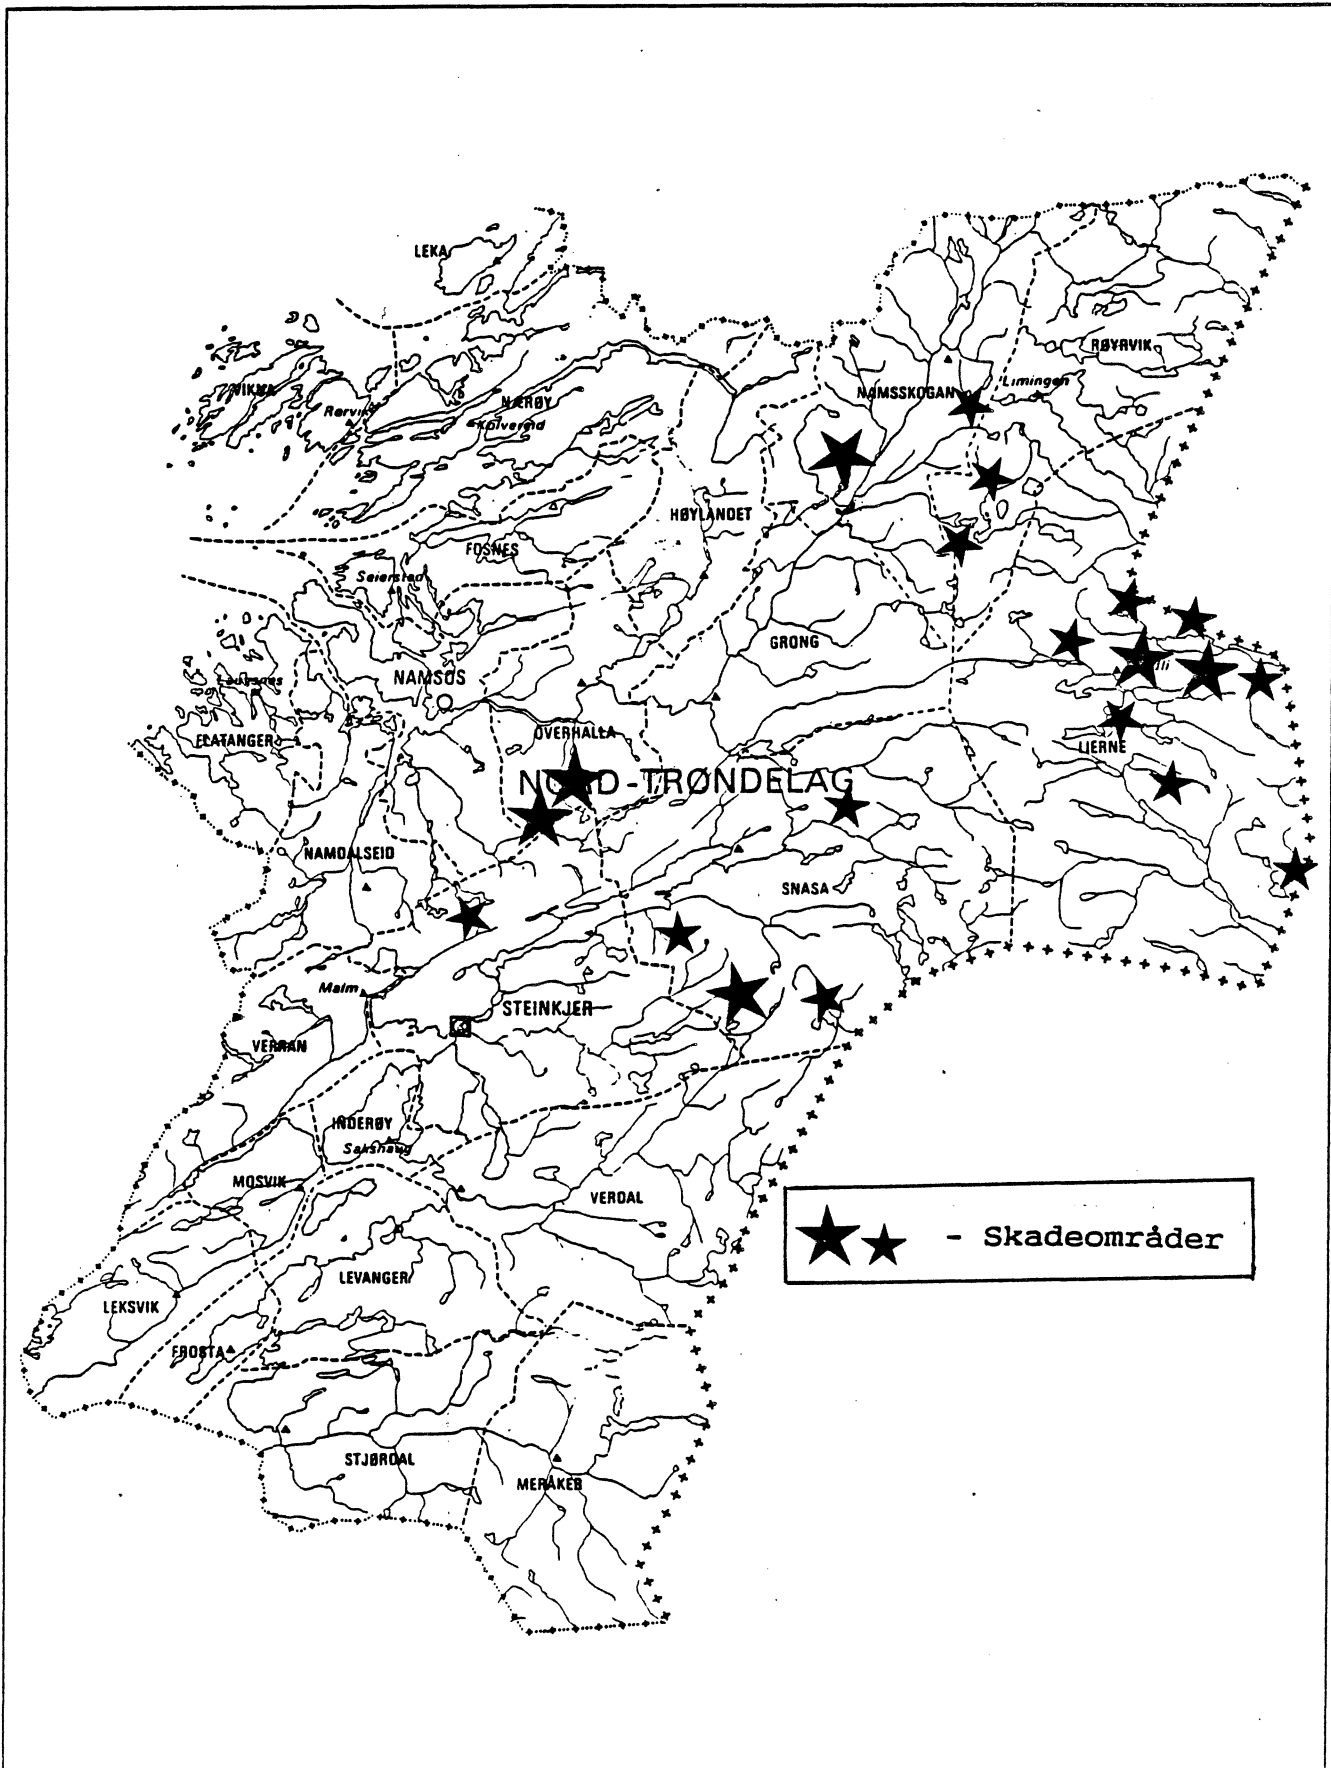 LEKA
RØYRVIK
VIKNA
Limingen
NAMSSKOGAN
NÆRØY
Rørvik
Kolvereid
HØYLANDET
FOSNES
Seierstad
GRONG
NAMSOS
OVERHALLA
FLATANGER
LIERNE
NORD-TRØNDELAG
NAMDALSEID
SNASA
Malm
STEINKJER
VERRAN
INDERØY
Sakshaug
MOSVIK
VERDAL
- Skadeområder
LEVANGER
LEKSVIK
FROSTA
STJØRDAL
MERÅKER